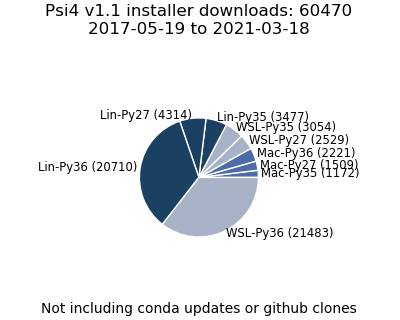 Psi4 v1.1 installer downloads: 60470
2017-05-19 to 2021-03-18
Lin-Py27 (4314)
Lin-Py35 (3477)
WSL-Py35 (3054)
WSL-Py27 (2529)
Mac-Py36 (2221)
Mac-Py27 (1509)
Mac-Py35 (1172)
Lin-Py36 (20710)
WSL-Py36 (21483)
Not including conda updates or github clones